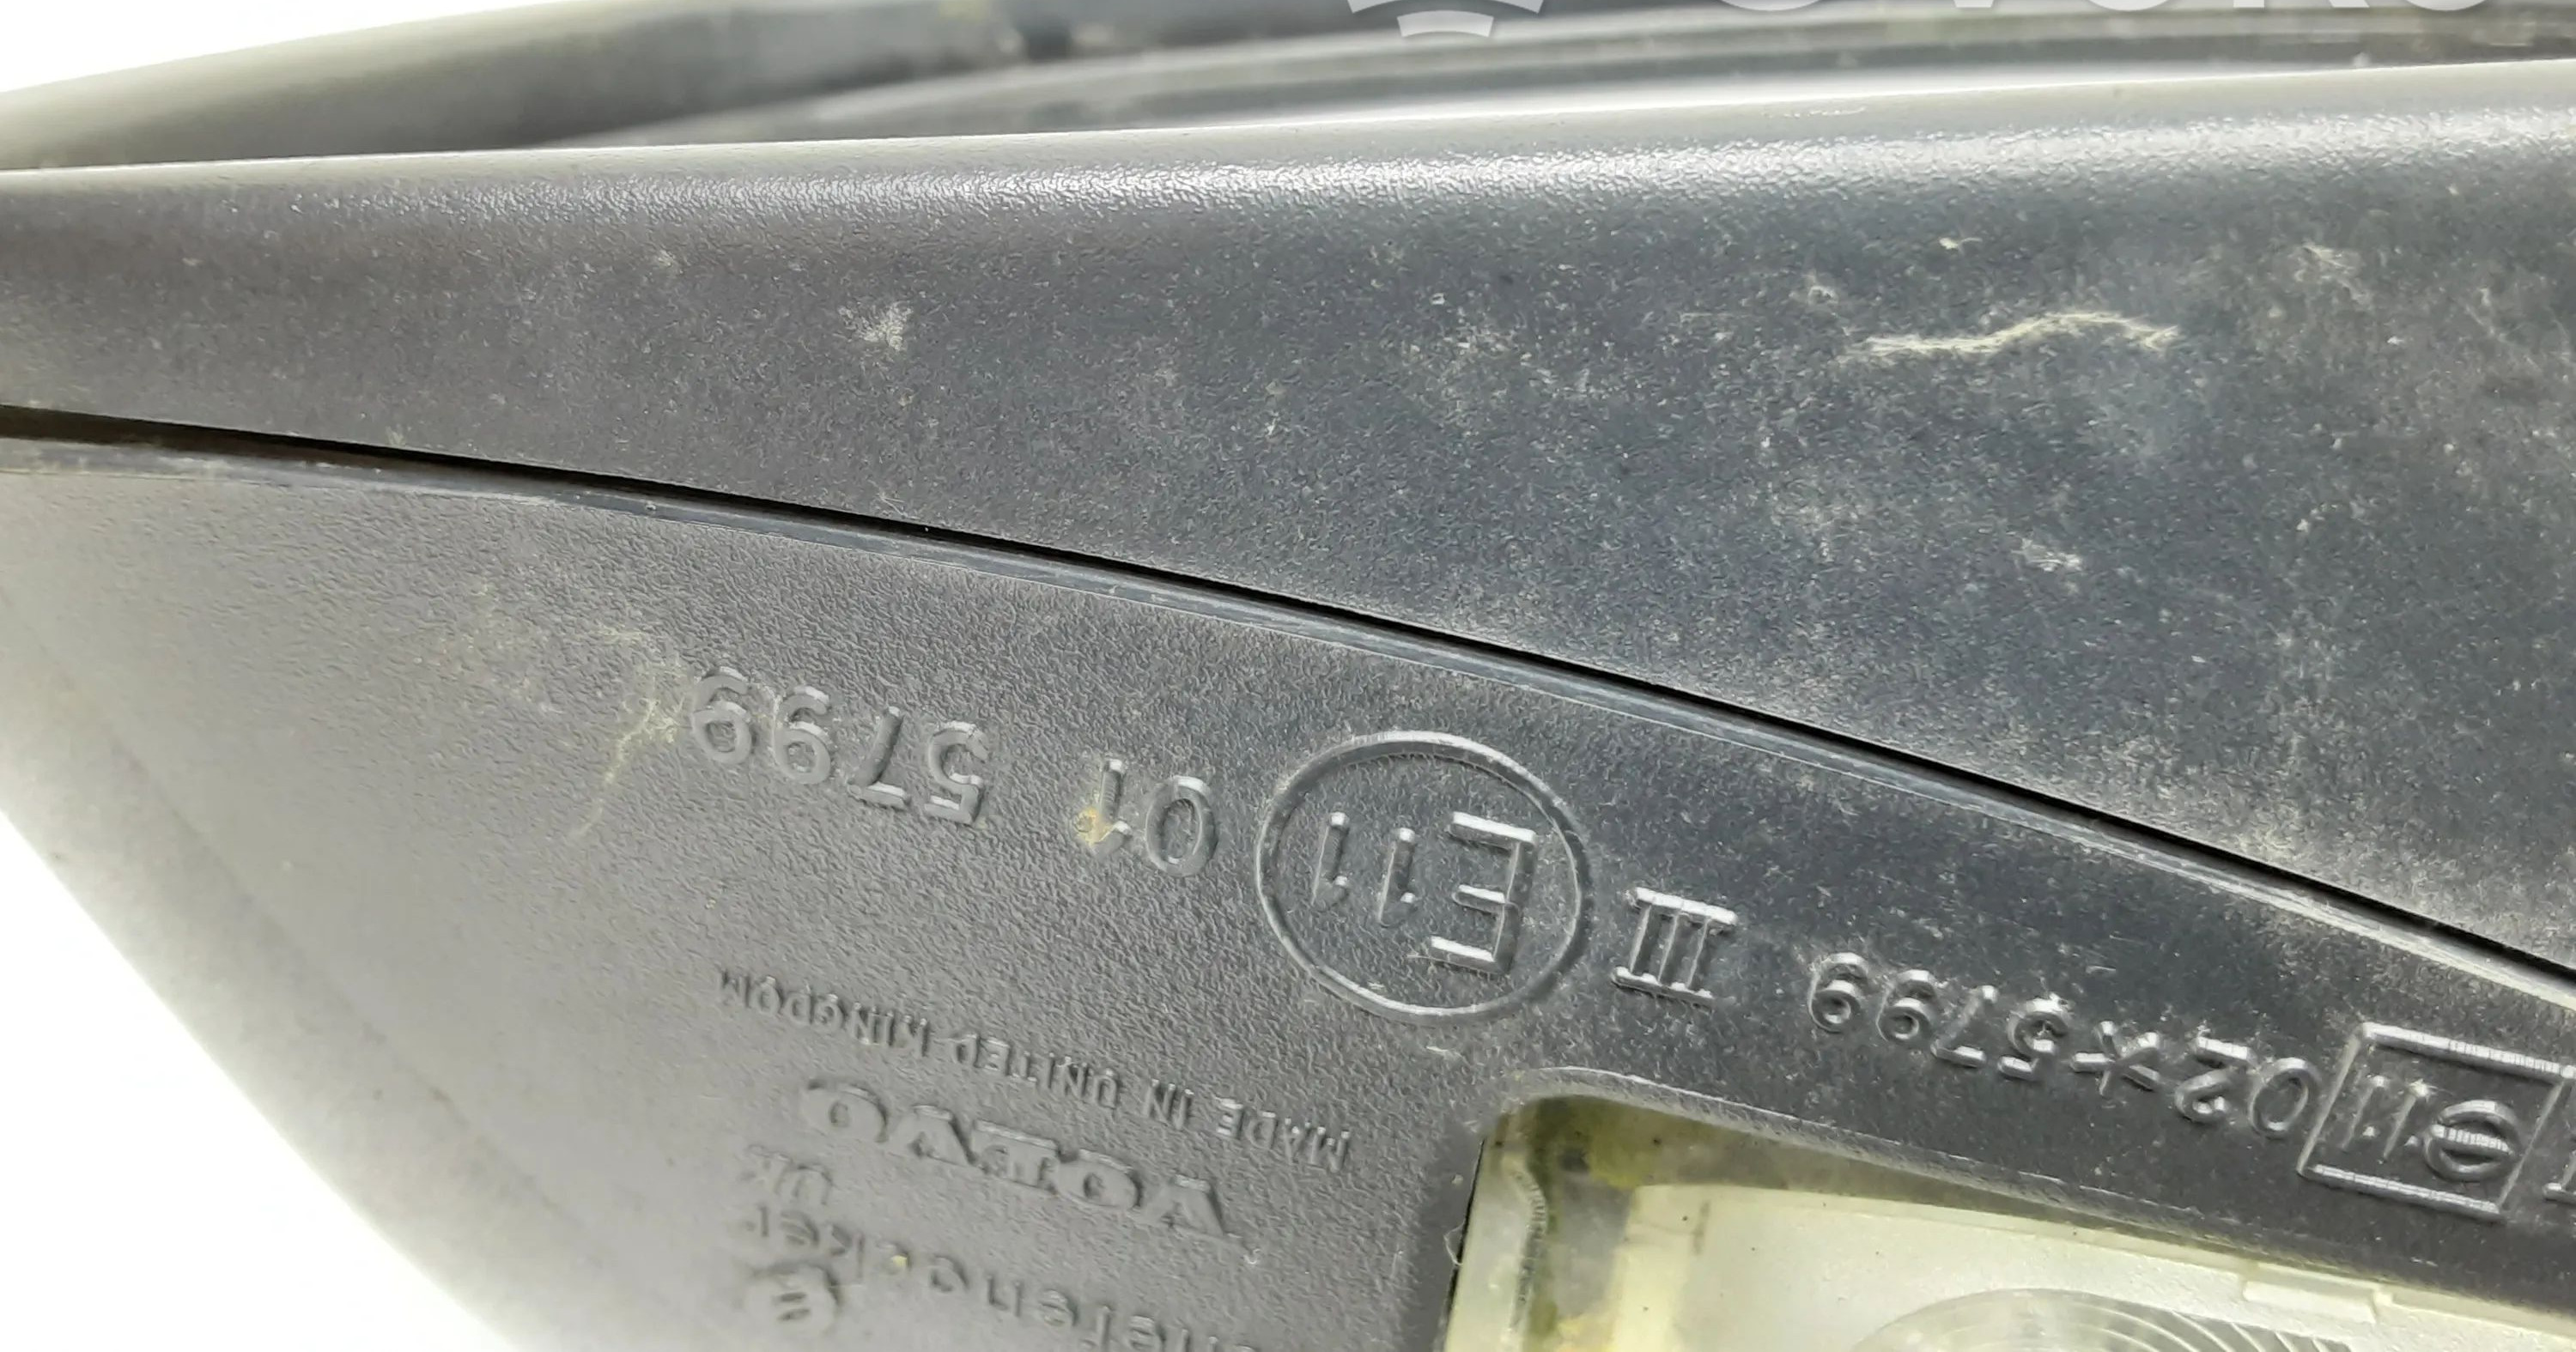 UK
VOLVO
MADE IN UNITED KINGDOM
e11 02-*-5799 III E11 01 5799